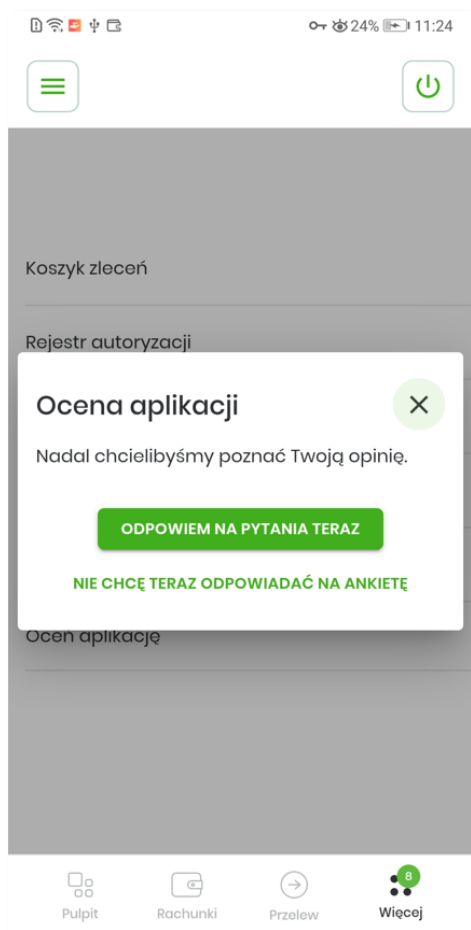 24% 11:24
Koszyk zleceń
Rejestr autoryzacji
Ocena aplikacji
Nadal chcielibyśmy poznać Twoją opinię.
ODPOWIEM NA PYTANIA TERAZ
NIE CHCĘ TERAZ ODPOWIADAĆ NA ANKIETĘ
Oceń aplikację
8
Pulpit Rachunki Przelew Więcej